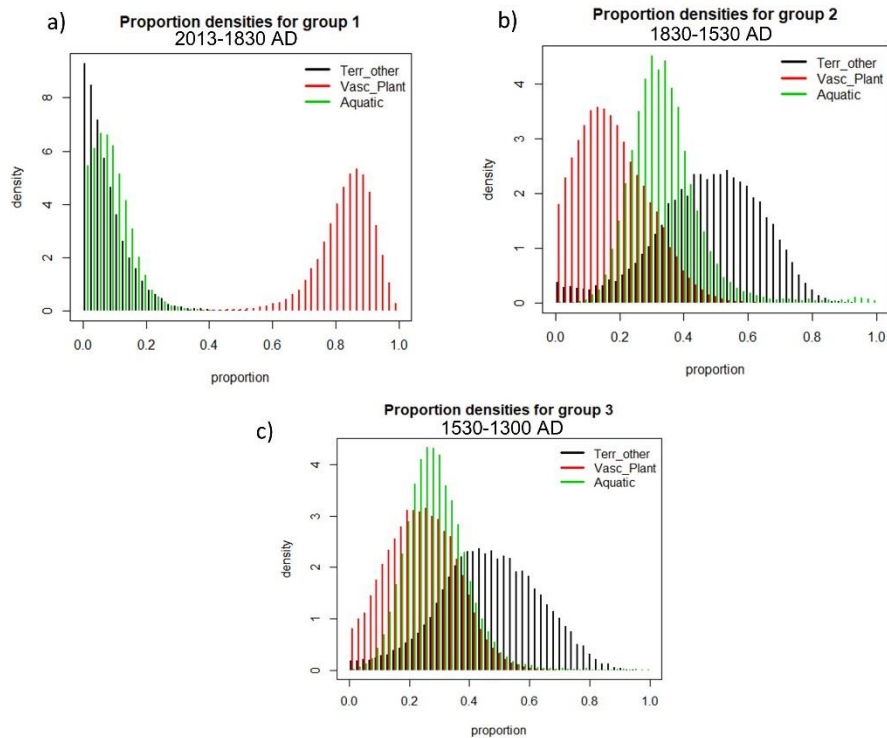 a)
Proportion densities for group 1
2013-1830 AD
Terr_other
Vasc_Plant
Aquatic
density
8
6
4
2
0
0.0 0.2 0.4 0.6 0.8 1.0
proportion
b)
Proportion densities for group 2
1830-1530 AD
Terr_other
Vasc_Plant
Aquatic
density
4
3
2
1
0
0.0 0.2 0.4 0.6 0.8 1.0
proportion
c)
Proportion densities for group 3
1530-1300 AD
Terr_other
Vasc_Plant
Aquatic
density
4
3
2
1
0
0.0 0.2 0.4 0.6 0.8 1.0
proportion